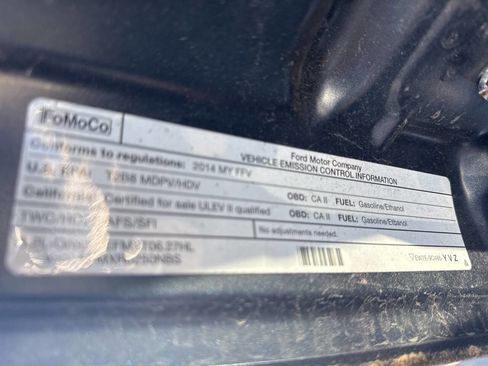 FoMoCo
Ford Motor Company
VEHICLE EMISSION CONTROL INFORMATION
Conforms to regulations: 2014 MY FFV
U.S. EPA: T2B8 MDPV/HDV OBD: CA II FUEL: Gasoline/Ethanol
California: Certified for sale ULEV II qualified OBD: CA II FUEL: Gasoline/Ethanol
TWC/HO2S/ AFS/SFI No adjustments needed.
YVZ